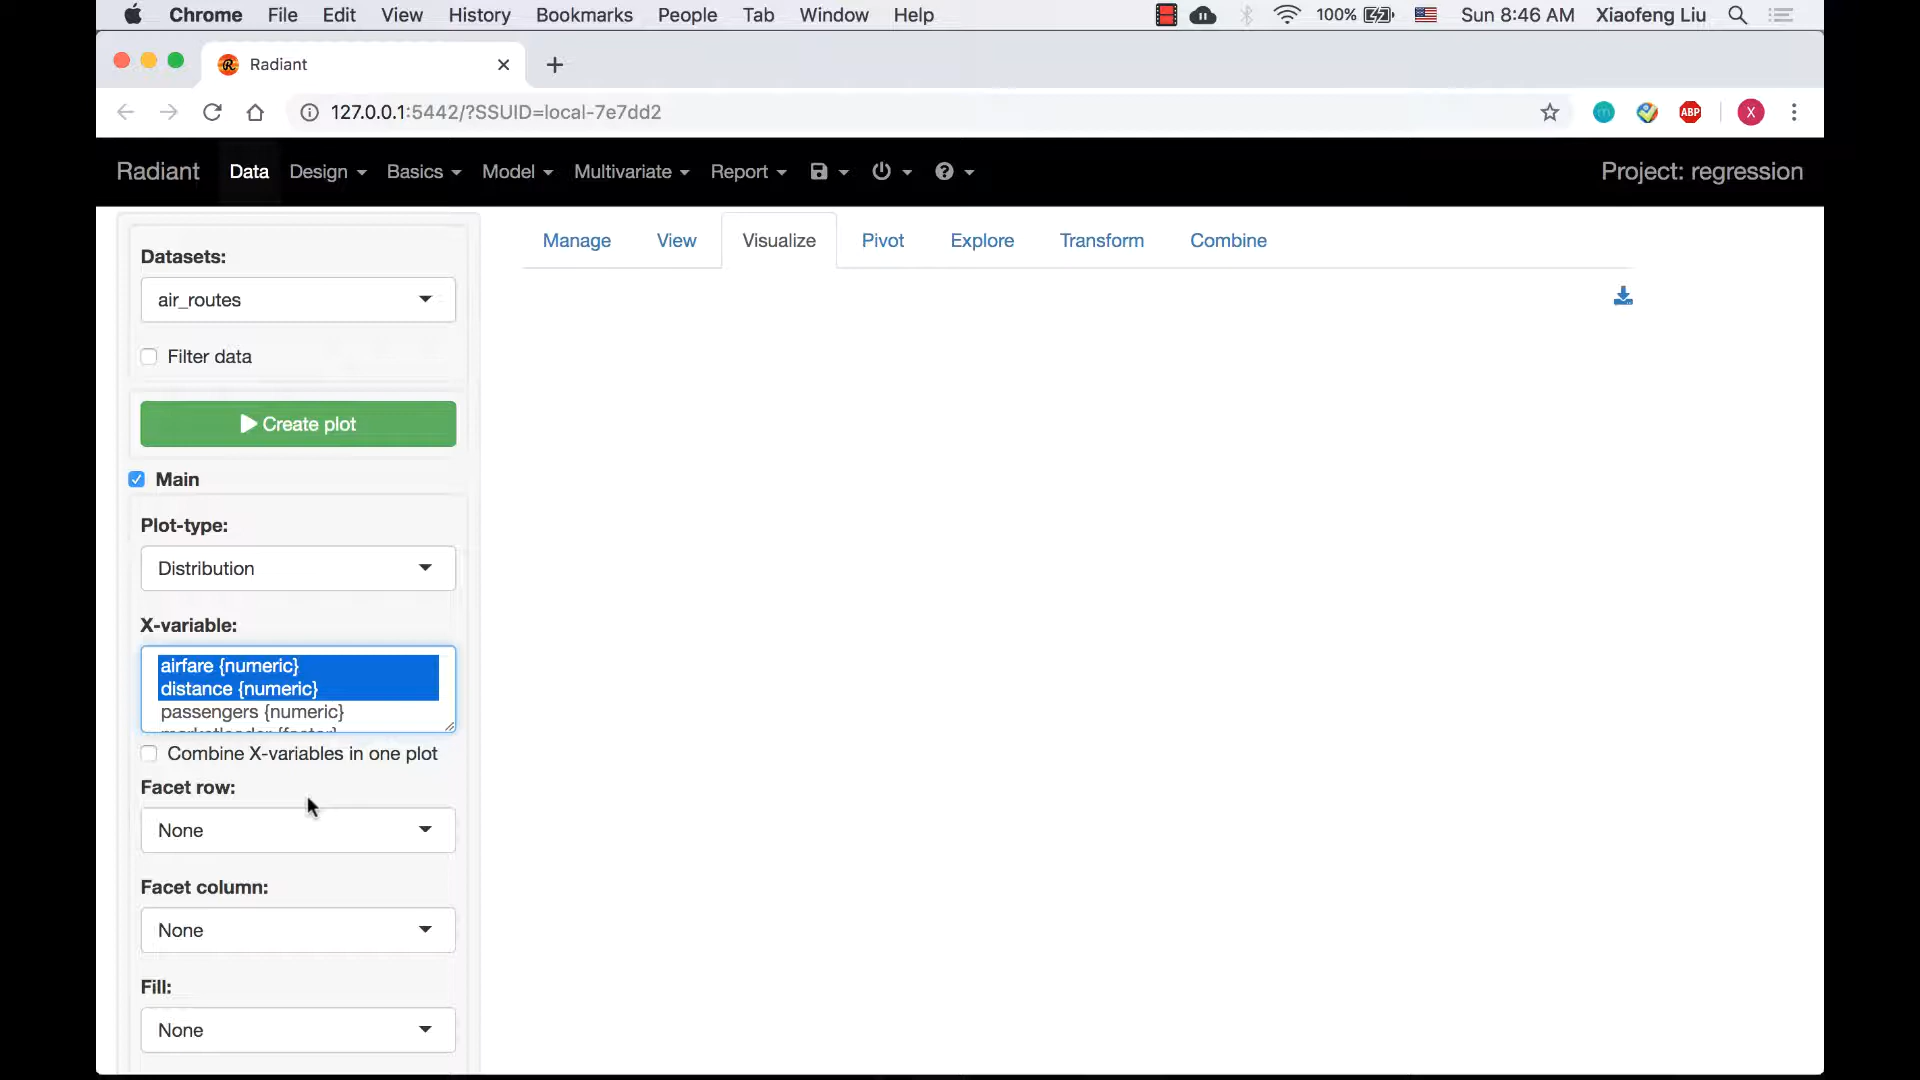 Chrome File Edit View History Bookmarks People Tab Window Help 100% Sun 8:46 AM Xiaofeng Liu
Radiant
127.0.0.1:5442/?SSUID=local-7e7dd2
ABP
X
Radiant Data Design Basics Model Multivariate Report Project: regression
Manage View Visualize Pivot Explore Transform Combine
Datasets:
air_routes
Filter data
Create plot
Main
Plot-type:
Distribution
X-variable:
airfare {numeric}
distance {numeric}
passengers {numeric}
Combine X-variables in one plot
Facet row:
None
Facet column:
None
Fill:
None